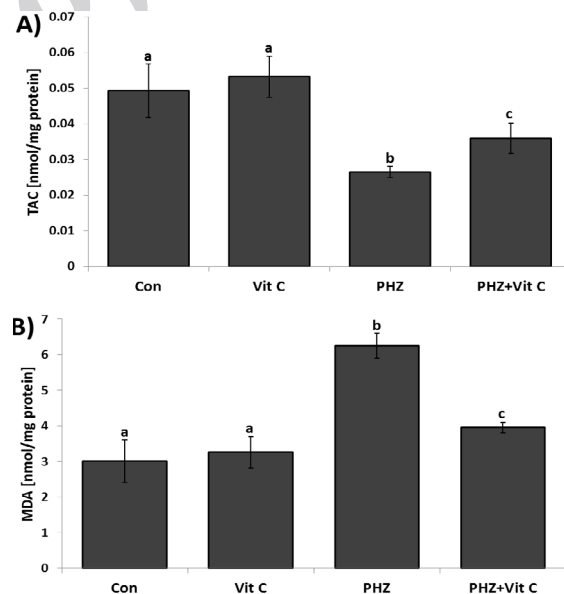 A)
TAC [nmol/mg protein]
0.07
0.06
0.05
0.04
0.03
0.02
0.01
0
a
a
b
c
Con Vit C PHZ PHZ+Vit C
B)
MDA [nmol/mg protein]
7
6
5
4
3
2
1
0
a
a
b
c
Con Vit C PHZ PHZ+Vit C